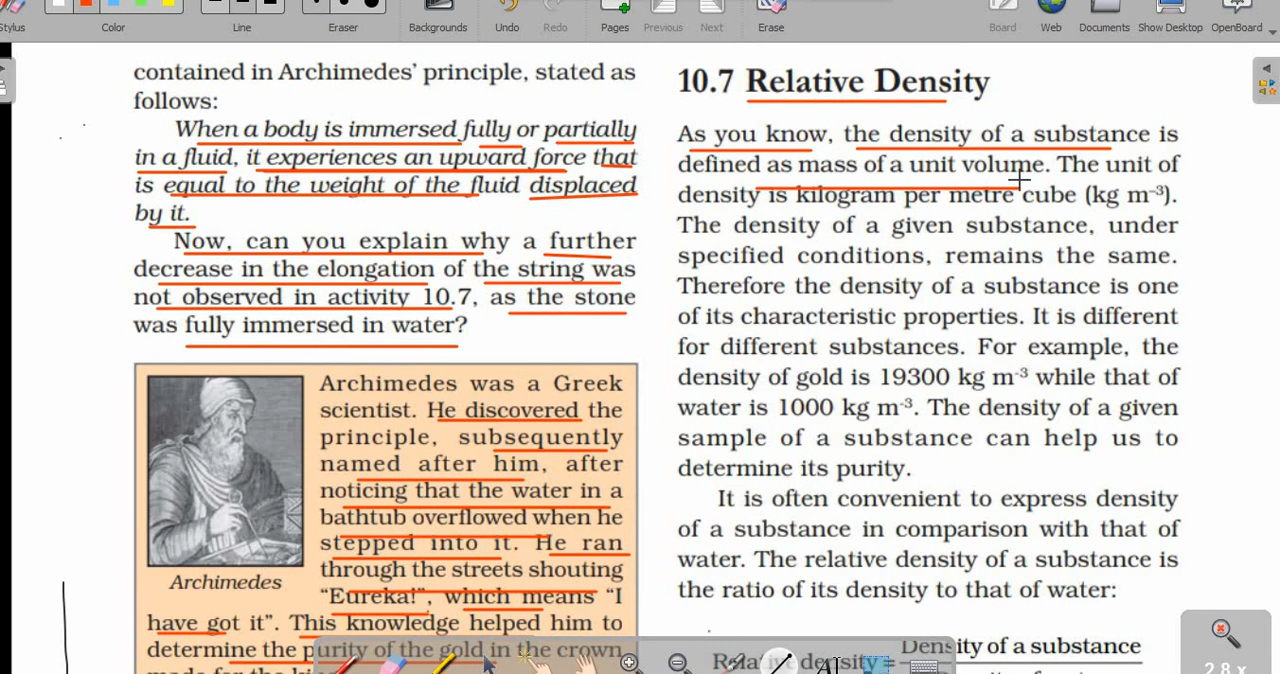 Stylus
Color
Line
Eraser
Backgrounds
Undo
Redo
Pages
Previous
Next
Erase
Board
Web
Documents
Show Desktop
OpenBoard
contained in Archimedes' principle, stated as
follows:
When a body is immersed fully or partially
in a fluid, it experiences an upward force that
is equal to the weight of the fluid displaced
by it.
Now, can you explain why a further
decrease in the elongation of the string was
not observed in activity 10.7, as the stone
was fully immersed in water?
Archimedes was a Greek
scientist. He discovered the
principle, subsequently
named after him, after
noticing that the water in a
bathtub overflowed when he
stepped into it. He ran
through the streets shouting
"Eureka!", which means "I
have got it". This knowledge helped him to
determine the purity of the gold in the crown
Archimedes
10.7 Relative Density
As you know, the density of a substance is
defined as mass of a unit volume. The unit of
density is kilogram per metre cube (kg m⁻³).
The density of a given substance, under
specified conditions, remains the same.
Therefore the density of a substance is one
of its characteristic properties. It is different
for different substances. For example, the
density of gold is 19300 kg m⁻³ while that of
water is 1000 kg m⁻³. The density of a given
sample of a substance can help us to
determine its purity.
It is often convenient to express density
of a substance in comparison with that of
water. The relative density of a substance is
the ratio of its density to that of water:
Relative density = Density of a substance
2.8 x